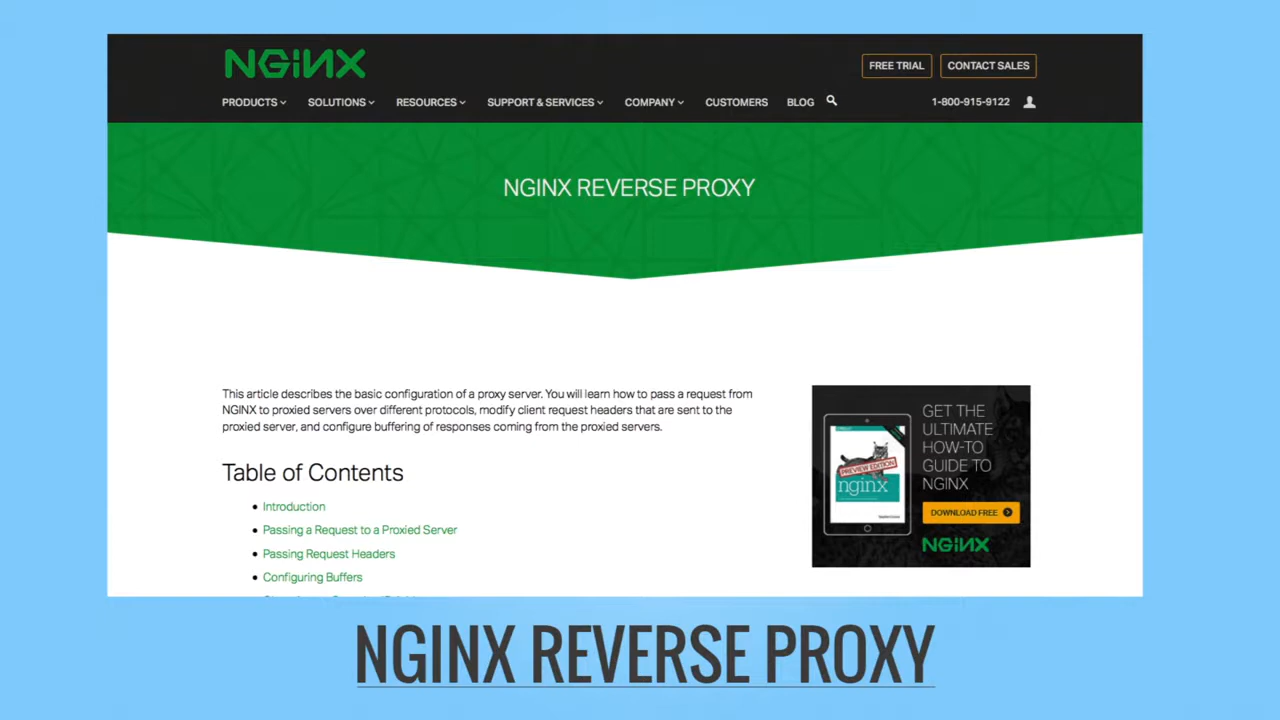 NGINX
FREE TRIAL
CONTACT SALES
PRODUCTS
SOLUTIONS
RESOURCES
SUPPORT & SERVICES
COMPANY
CUSTOMERS
BLOG
1-800-915-9122
NGINX REVERSE PROXY
This article describes the basic configuration of a proxy server. You will learn how to pass a request from
NGINX to proxied servers over different protocols, modify client request headers that are sent to the
proxied server, and configure buffering of responses coming from the proxied servers.
Table of Contents
• Introduction
• Passing a Request to a Proxied Server
• Passing Request Headers
• Configuring Buffers
PREVIEW EDITION
nginx
GET THE
ULTIMATE
HOW-TO
GUIDE TO
NGINX
DOWNLOAD FREE
NGINX
NGINX REVERSE PROXY